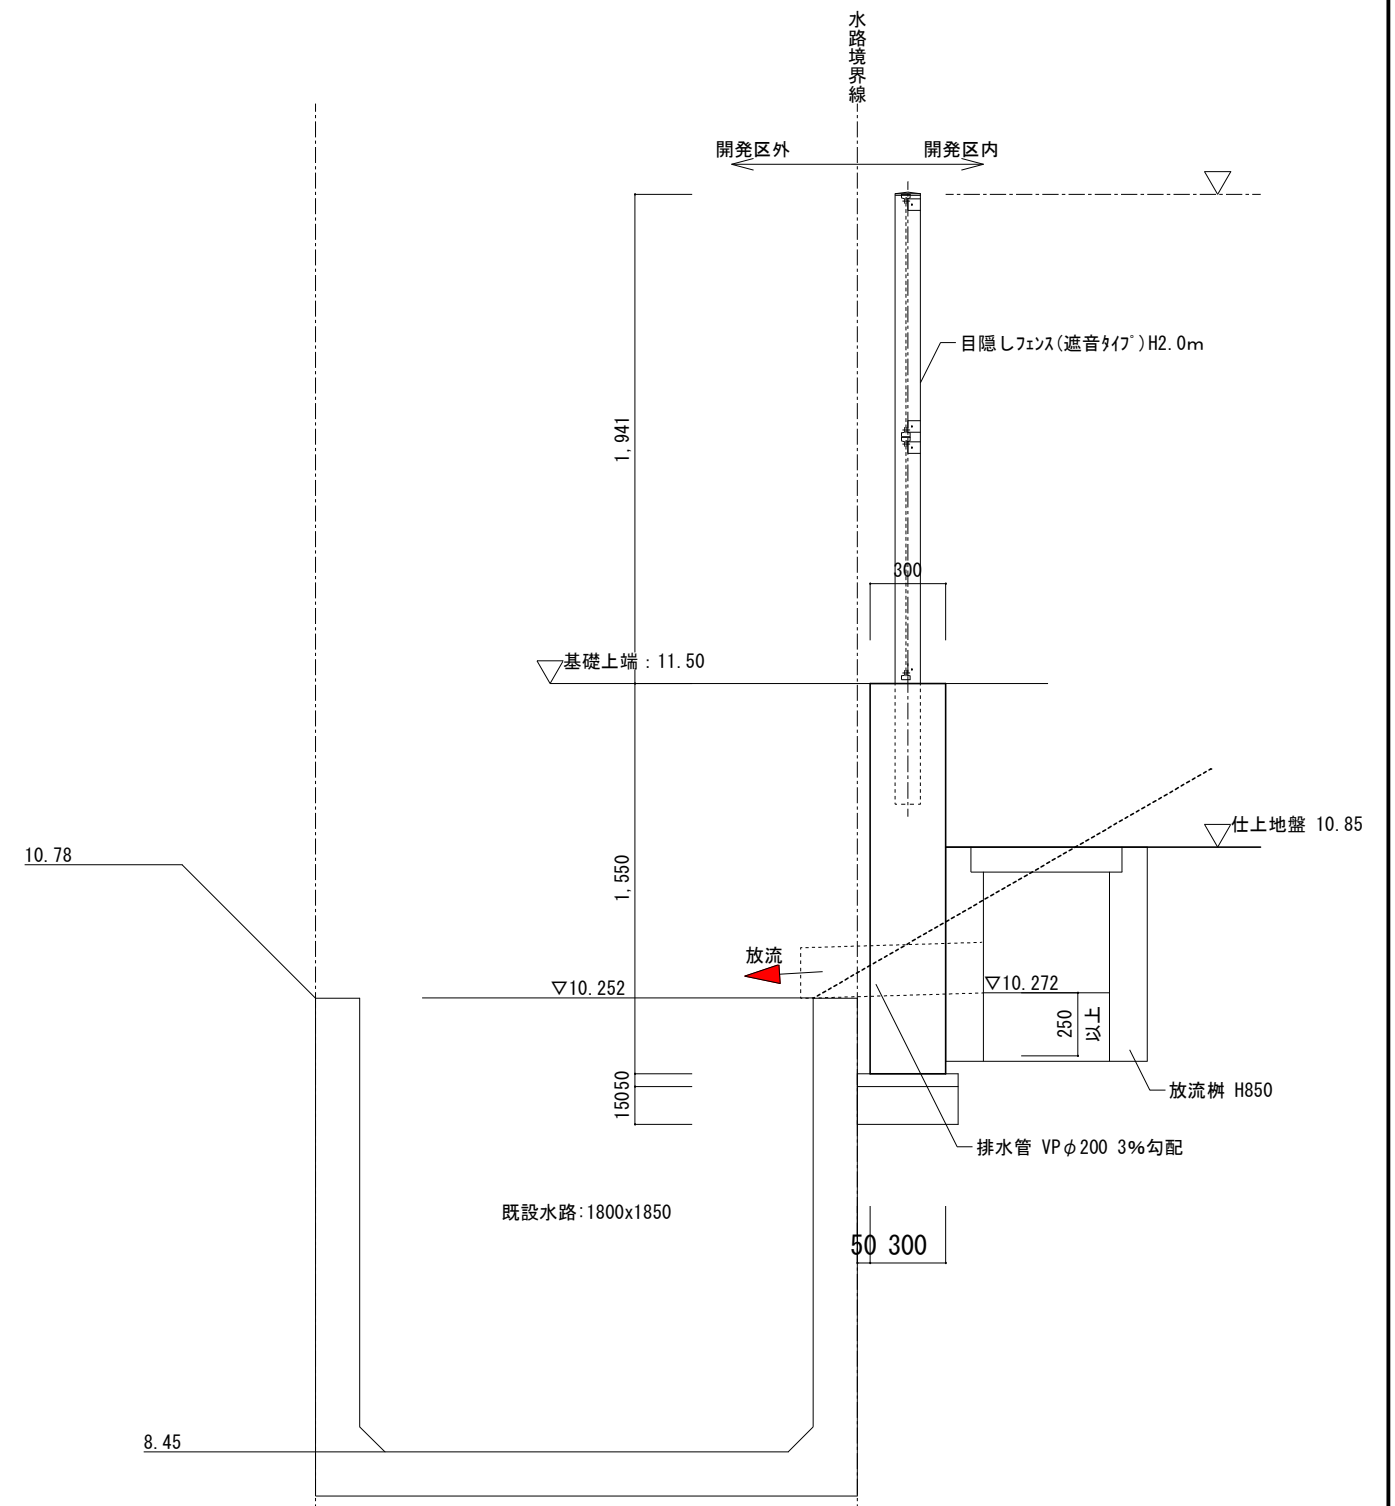 水路境界線
開発区外
開発区内
目隠しﾌｪﾝｽ(遮音ﾀｲﾌﾟ)H2.0m
1,941
300
基礎上端：11.50
仕上地盤 10.85
10.78
1,550
放流
▽10.252
▽10.272
250
以上
50
150
放流桝 H850
排水管 VPφ200 3%勾配
既設水路:1800x1850
50 300
8.45